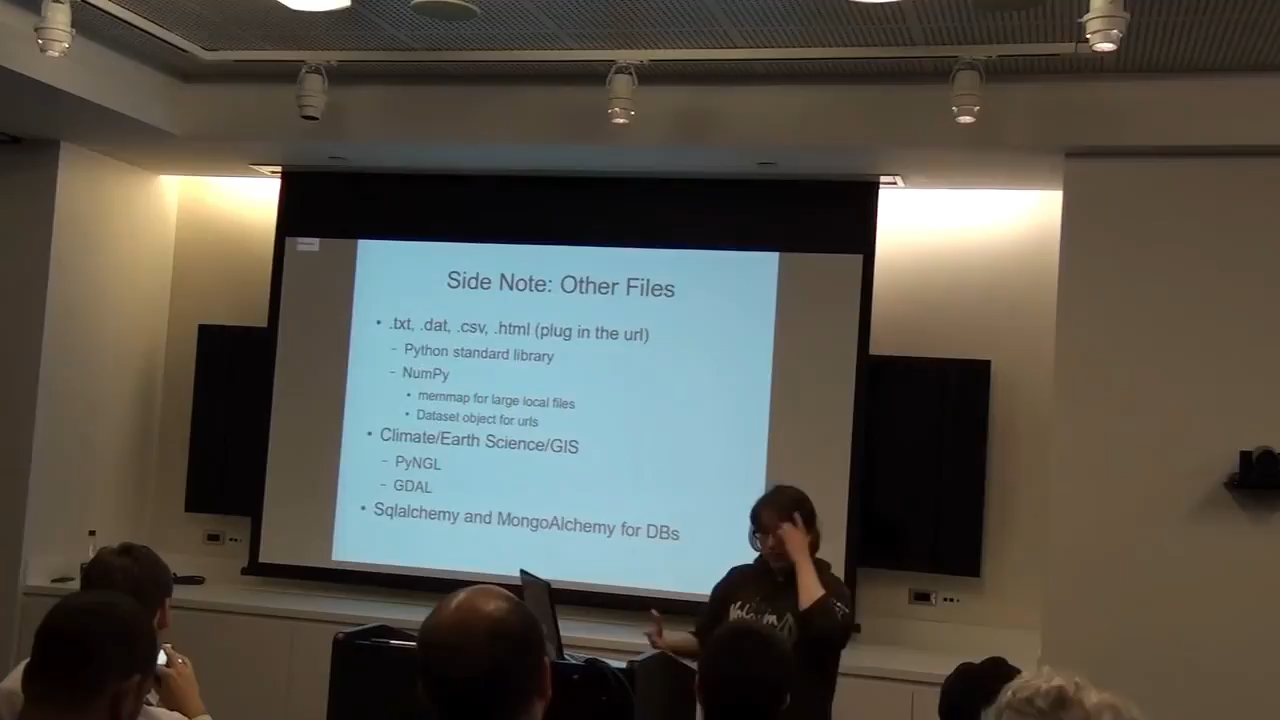 Side Note: Other Files
• .txt, .dat, .csv, .html (plug in the url)
– Python standard library
– NumPy
• memmap for large local files
• Dataset object for urls
• Climate/Earth Science/GIS
– PyNGL
– GDAL
• Sqlalchemy and MongoAlchemy for DBs